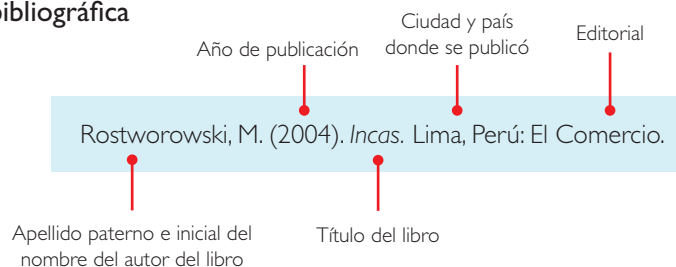 bibliográfica
Año de publicación
Ciudad y país
donde se publicó
Editorial
Rostworowski, M. (2004). Incas. Lima, Perú: El Comercio.
Apellido paterno e inicial del
nombre del autor del libro
Título del libro